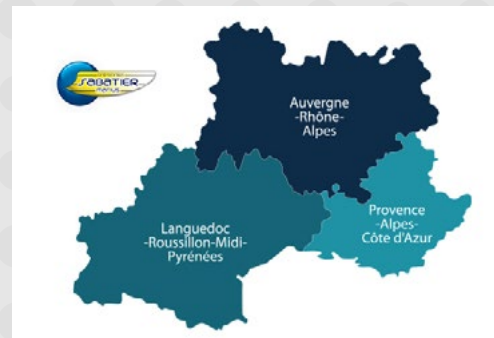 SABATIER
Auvergne
-Rhône-
Alpes
Provence
-Alpes-
Côte d'Azur
Languedoc
-Roussillon-Midi-
Pyrénées